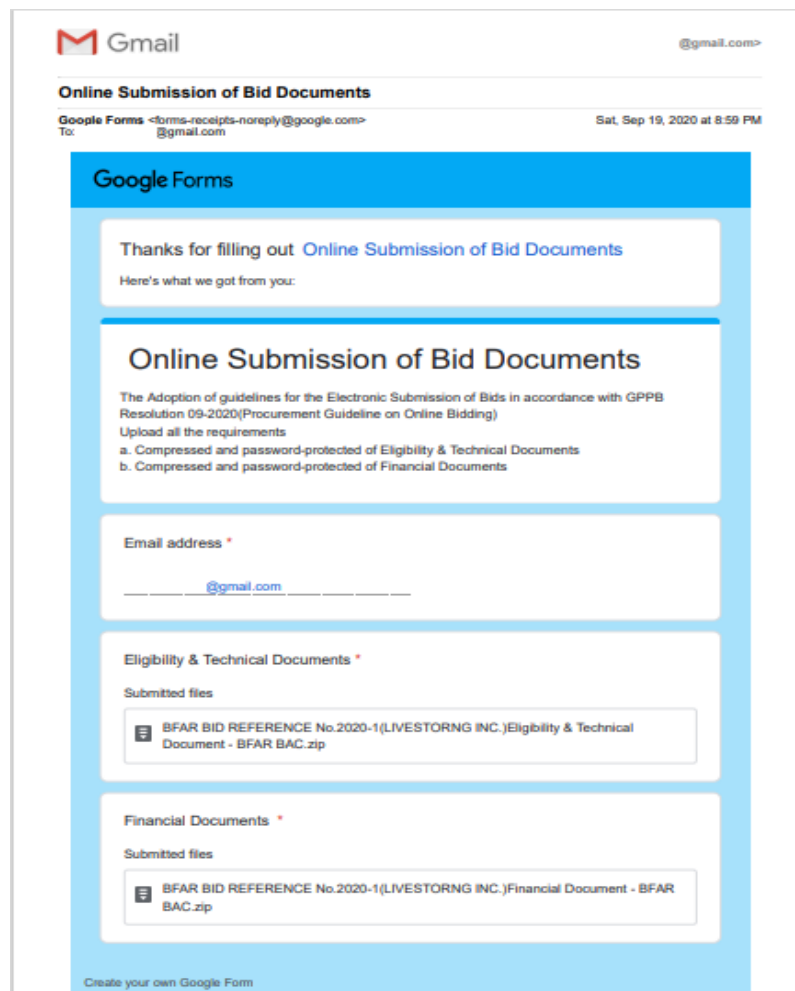 Gmail
@gmail.com>
Online Submission of Bid Documents
Google Forms <forms-receipts-noreply@google.com>
Sat, Sep 19, 2020 at 8:59 PM
To: @gmail.com
Google Forms
Thanks for filling out Online Submission of Bid Documents
Here's what we got from you:
Online Submission of Bid Documents
The Adoption of guidelines for the Electronic Submission of Bids in accordance with GPPB
Resolution 09-2020(Procurement Guideline on Online Bidding)
Upload all the requirements
a. Compressed and password-protected of Eligibility & Technical Documents
b. Compressed and password-protected of Financial Documents
Email address *
@gmail.com
Eligibility & Technical Documents *
Submitted files
BFAR BID REFERENCE No.2020-1(LIVESTORNG INC.)Eligibility & Technical
Document - BFAR BAC.zip
Financial Documents *
Submitted files
BFAR BID REFERENCE No.2020-1(LIVESTORNG INC.)Financial Document - BFAR
BAC.zip
Create your own Google Form